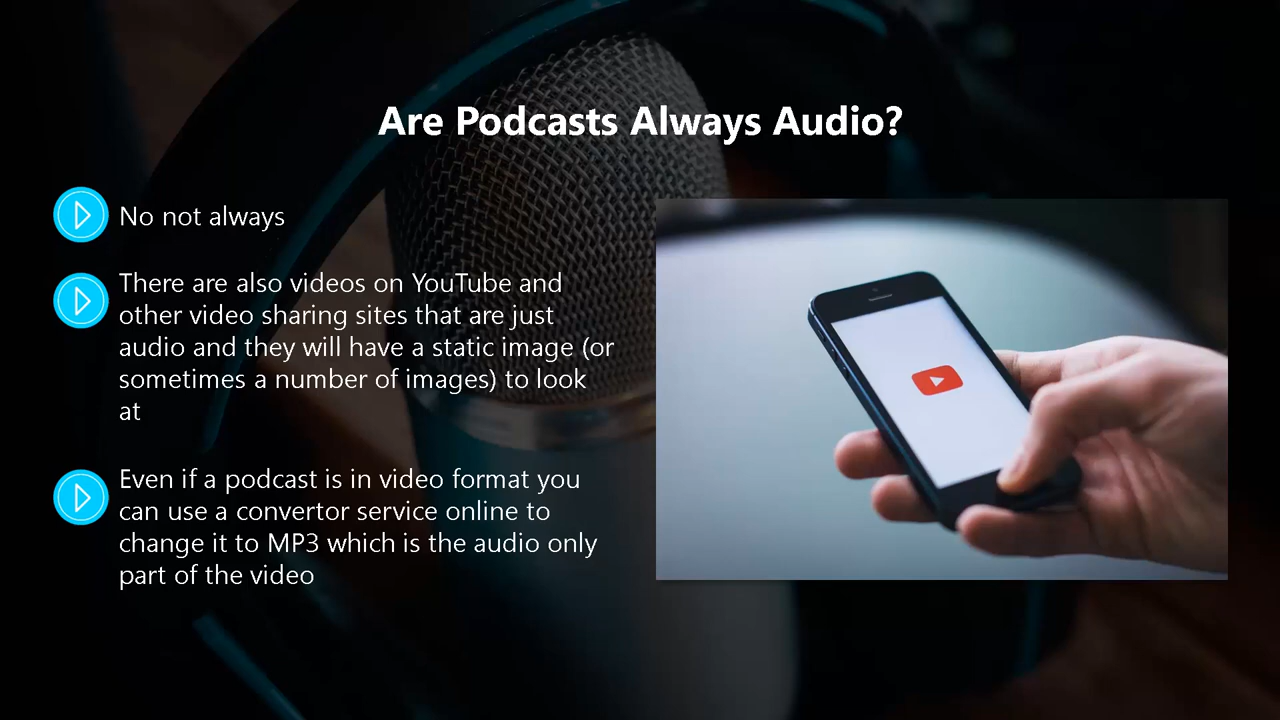 Are Podcasts Always Audio?
No not always
There are also videos on YouTube and
other video sharing sites that are just
audio and they will have a static image (or
sometimes a number of images) to look
at
Even if a podcast is in video format you
can use a convertor service online to
change it to MP3 which is the audio only
part of the video